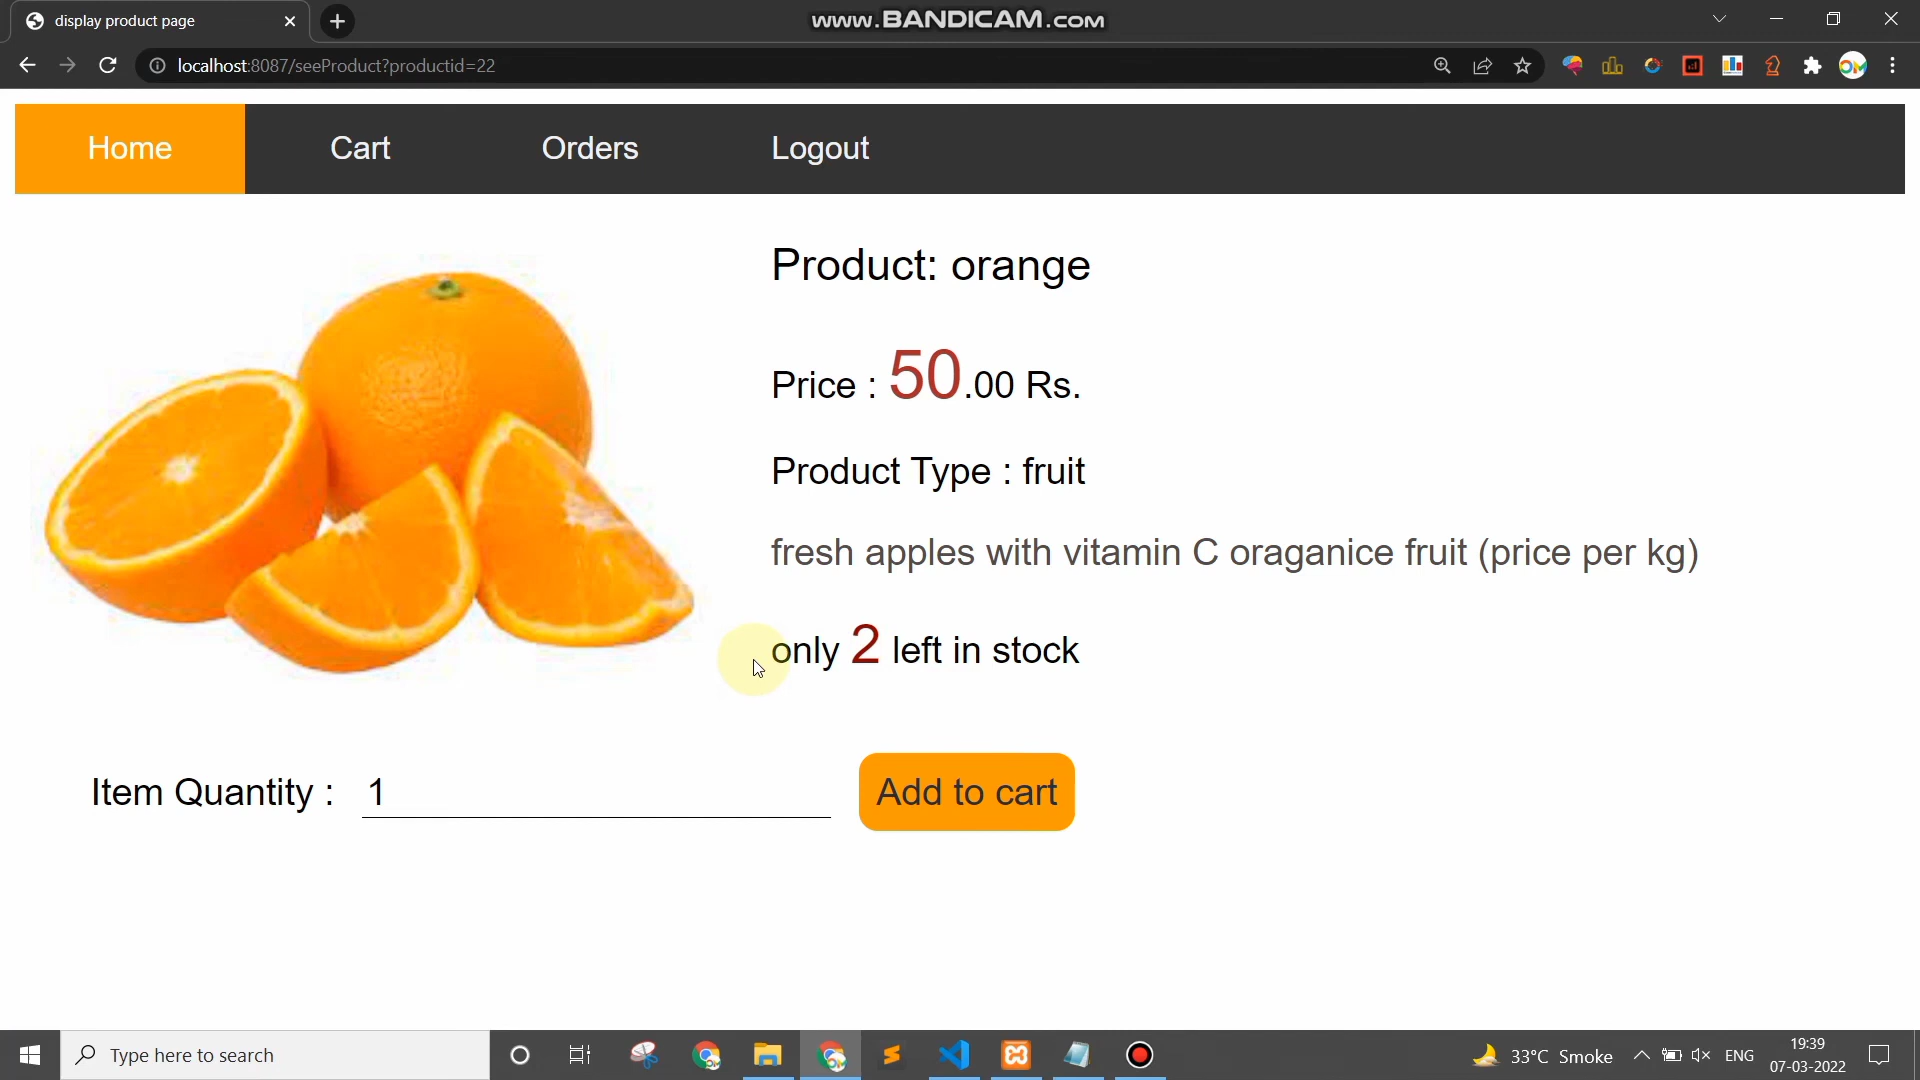 display product page
www.BANDICAM.com
localhost:8087/seeProduct?productid=22
Home Cart Orders Logout
Product: orange
Price : 50.00 Rs.
Product Type : fruit
fresh apples with vitamin C oraganice fruit (price per kg)
only 2 left in stock
Item Quantity : 1 Add to cart
Type here to search
33°C Smoke
ENG
19:39
07-03-2022